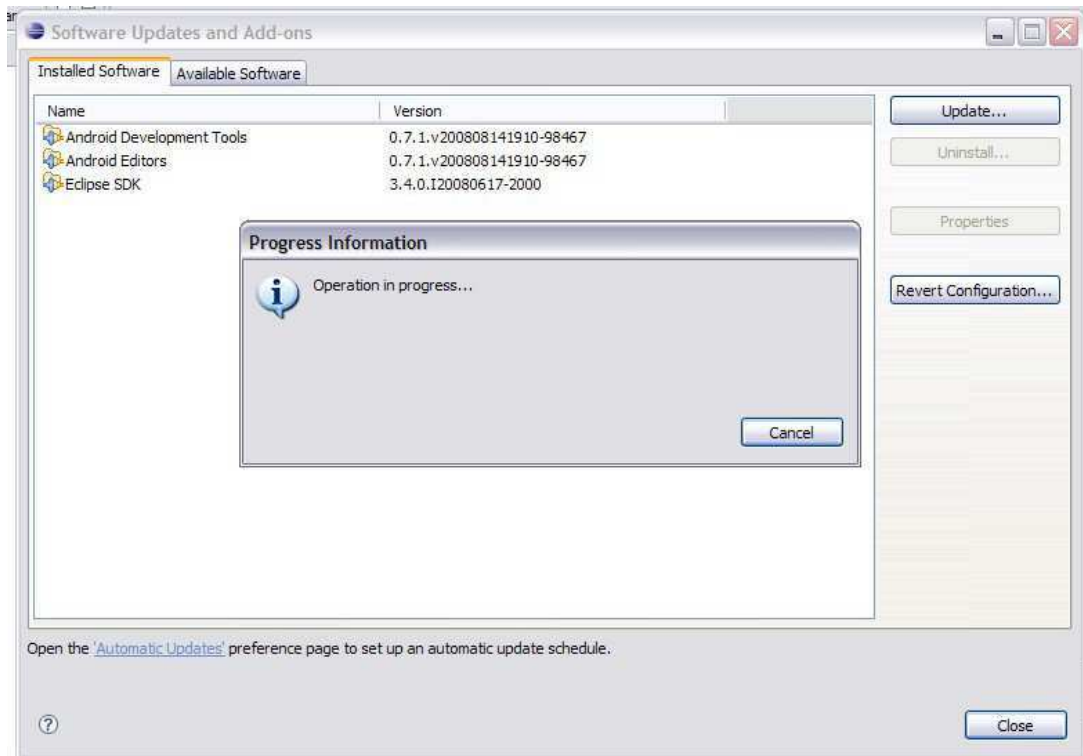 Software Updates and Add-ons
Installed Software Available Software
Name Version
Update...
Android Development Tools 0.7.1.v200808141910-98467
Android Editors 0.7.1.v200808141910-98467
Uninstall...
Eclipse SDK 3.4.0.I20080617-2000
Properties
Progress Information
Operation in progress...
Revert Configuration...
Cancel
Open the 'Automatic Updates' preference page to set up an automatic update schedule.
? Close